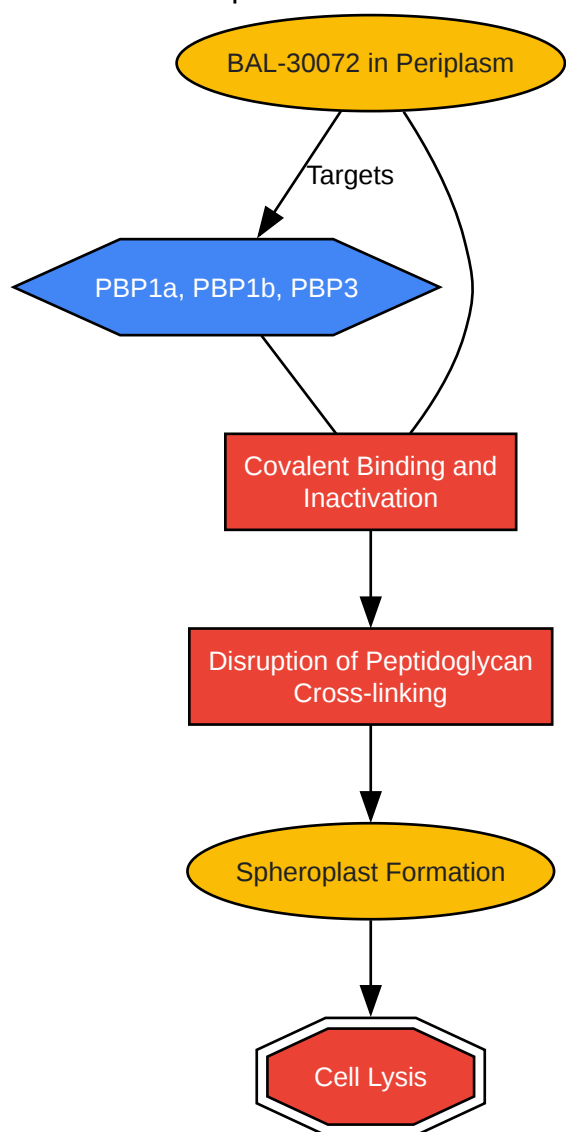 BAL-30072 in Periplasm
Targets
PBP1a, PBP1b, PBP3
Covalent Binding and
Inactivation
Disruption of Peptidoglycan
Cross-linking
Spheroplast Formation
Cell Lysis